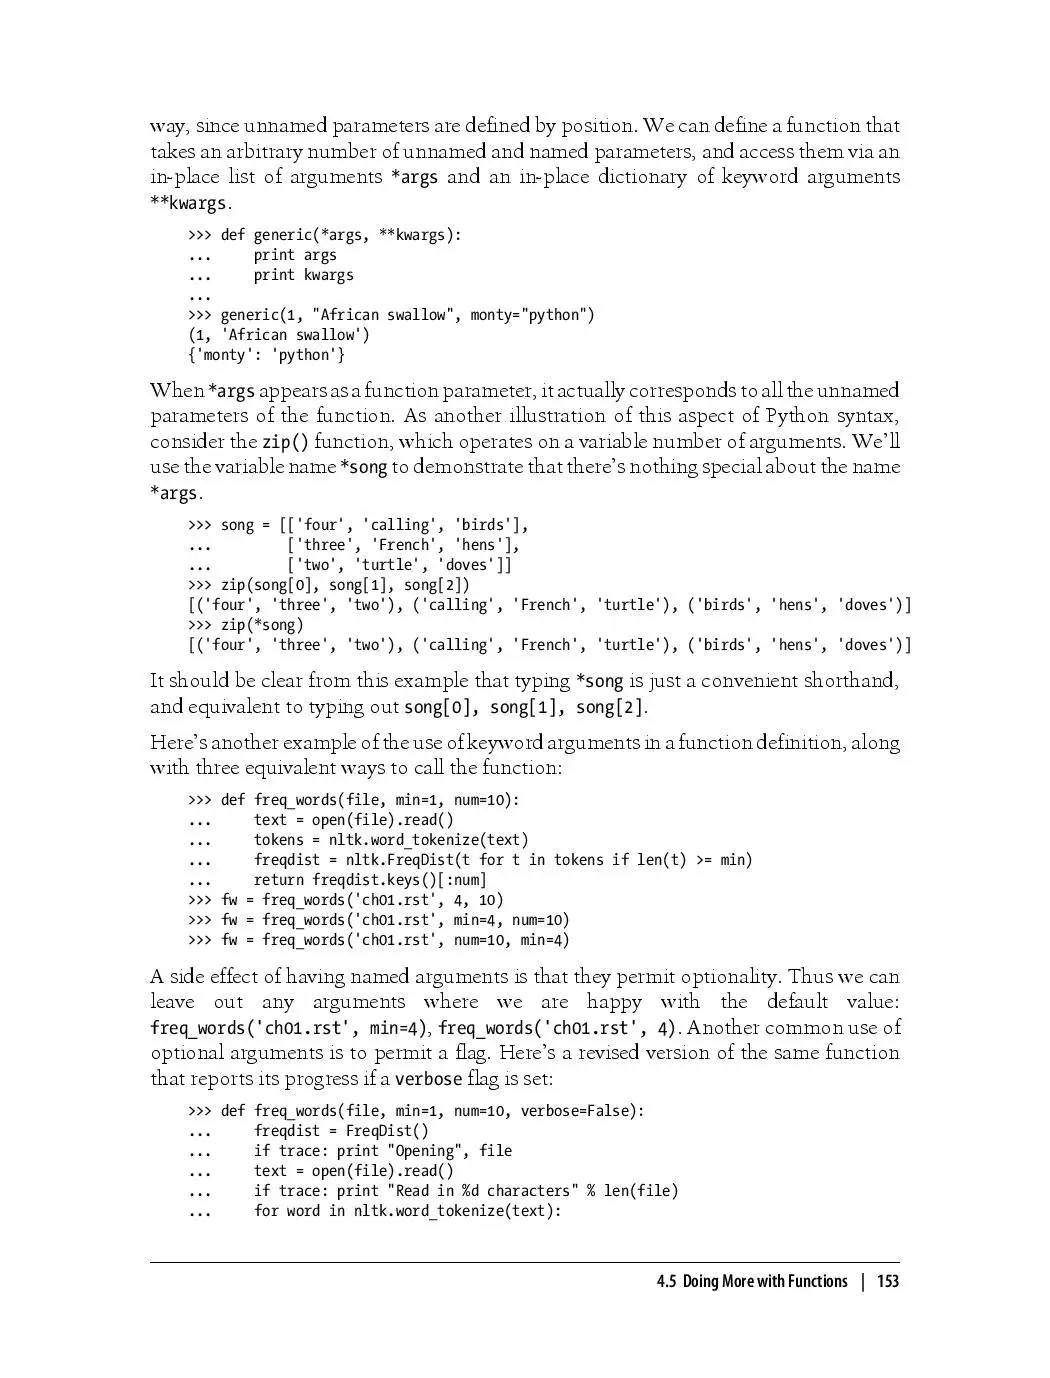 way, since unnamed parameters are defined by position. We can define a function that
takes an arbitrary number of unnamed and named parameters, and access them via an
in-place list of arguments *args and an in-place dictionary of keyword arguments
**kwargs.
>>> def generic(*args, **kwargs):
...     print args
...     print kwargs
...
>>> generic(1, "African swallow", monty="python")
(1, 'African swallow')
{'monty': 'python'}
When *args appears as a function parameter, it actually corresponds to all the unnamed
parameters of the function. As another illustration of this aspect of Python syntax,
consider the zip() function, which operates on a variable number of arguments. We’ll
use the variable name *song to demonstrate that there’s nothing special about the name
*args.
>>> song = [['four', 'calling', 'birds'],
...         ['three', 'French', 'hens'],
...         ['two', 'turtle', 'doves']]
>>> zip(song[0], song[1], song[2])
[('four', 'three', 'two'), ('calling', 'French', 'turtle'), ('birds', 'hens', 'doves')]
>>> zip(*song)
[('four', 'three', 'two'), ('calling', 'French', 'turtle'), ('birds', 'hens', 'doves')]
It should be clear from this example that typing *song is just a convenient shorthand,
and equivalent to typing out song[0], song[1], song[2].
Here’s another example of the use of keyword arguments in a function definition, along
with three equivalent ways to call the function:
>>> def freq_words(file, min=1, num=10):
...     text = open(file).read()
...     tokens = nltk.word_tokenize(text)
...     freqdist = nltk.FreqDist(t for t in tokens if len(t) >= min)
...     return freqdist.keys()[:num]
>>> fw = freq_words('ch01.rst', 4, 10)
>>> fw = freq_words('ch01.rst', min=4, num=10)
>>> fw = freq_words('ch01.rst', num=10, min=4)
A side effect of having named arguments is that they permit optionality. Thus we can
leave out any arguments where we are happy with the default value:
freq_words('ch01.rst', min=4), freq_words('ch01.rst', 4). Another common use of
optional arguments is to permit a flag. Here’s a revised version of the same function
that reports its progress if a verbose flag is set:
>>> def freq_words(file, min=1, num=10, verbose=False):
...     freqdist = FreqDist()
...     if trace: print "Opening", file
...     text = open(file).read()
...     if trace: print "Read in %d characters" % len(file)
...     for word in nltk.word_tokenize(text):
4.5 Doing More with Functions | 153